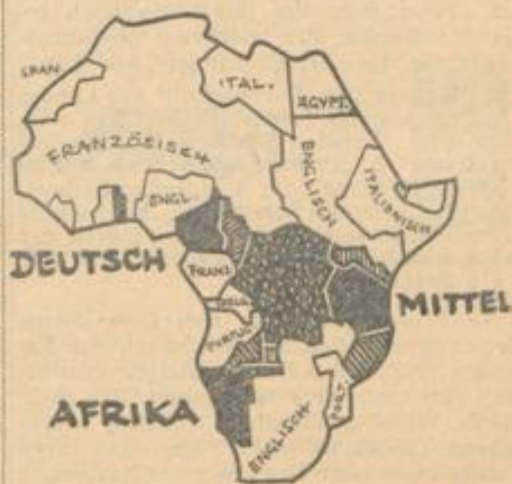 SPAN.
ITAL.
ÄGYPT.
FRANZÖSISCH
ENGL.
ENGLISCH
ITALIENISCH
DEUTSCH
FRANZ.
BELG.
MITTEL
PORTUG.
AFRIKA
PORT.
ENGLISCH